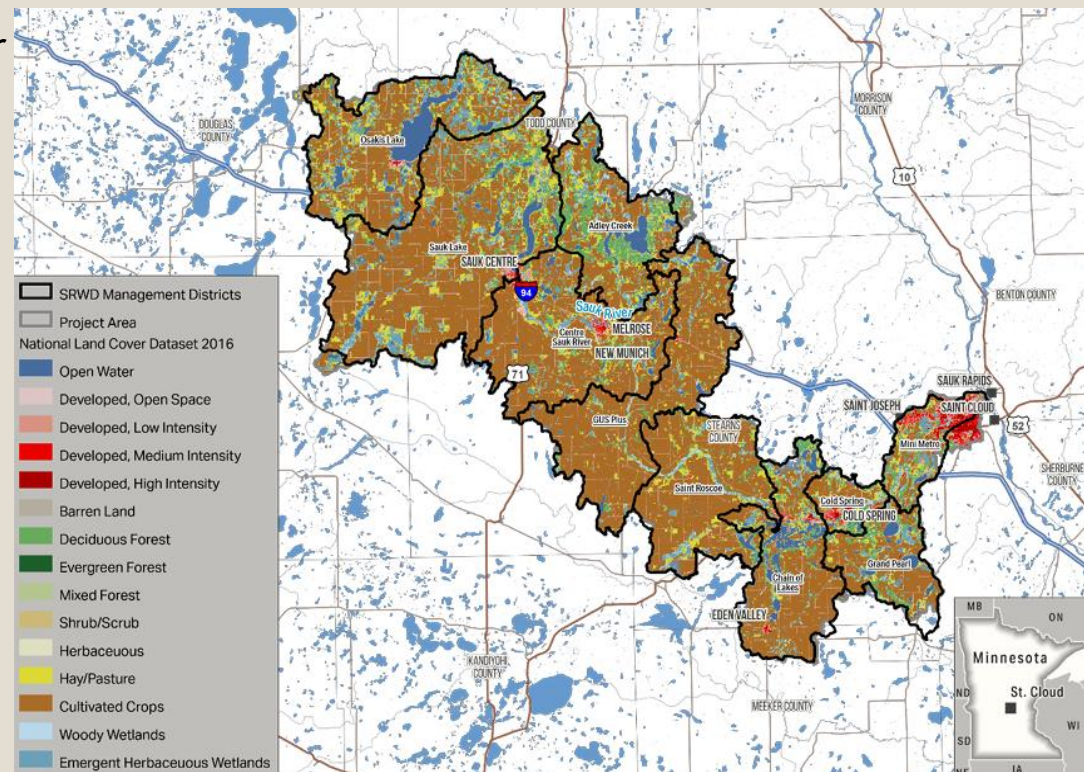 r
DOUGLAS
COUNTY
TODD COUNTY
MORRISON
COUNTY
10
Osakis Lake
Adley Creek
Sauk Lake
SAUK CENTRE
94
Sauk River
MELROSE
Centre
Sauk River
NEW MUNICH
71
BENTON COUNTY
SAUK RAPIDS
SAINT JOSEPH
SAINT CLOUD
52
Mini Metro
SHERBURNE
COUNTY
GUS Plus
STEARNS
COUNTY
Saint Roscoe
Cold Spring
COLD SPRING
Grand Pearl
Chain of
Lakes
EDEN VALLEY
KANDIYOHI
COUNTY
MEEKER COUNTY
SRWD Management Districts
Project Area
National Land Cover Dataset 2016
Open Water
Developed, Open Space
Developed, Low Intensity
Developed, Medium Intensity
Developed, High Intensity
Barren Land
Deciduous Forest
Evergreen Forest
Mixed Forest
Shrub/Scrub
Herbaceuous
Hay/Pasture
Cultivated Crops
Woody Wetlands
Emergent Herbaceuous Wetlands
MB
ON
Minnesota
ND
St. Cloud
WI
SD
IA